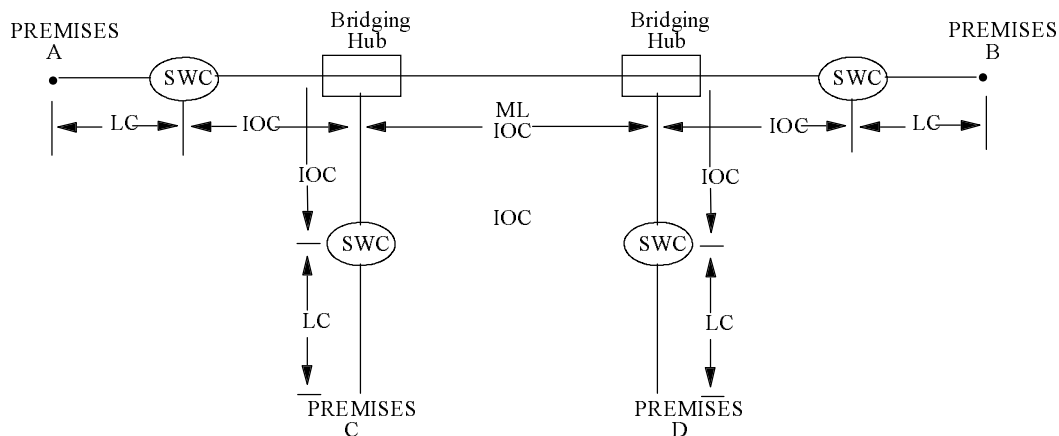 Bridging
Hub
Bridging
Hub
PREMISES
A
PREMISES
B
SWC
SWC
LC
IOC
ML
IOC
IOC
LC
IOC
IOC
IOC
SWC
SWC
LC
LC
PREMISES
C
PREMISES
D